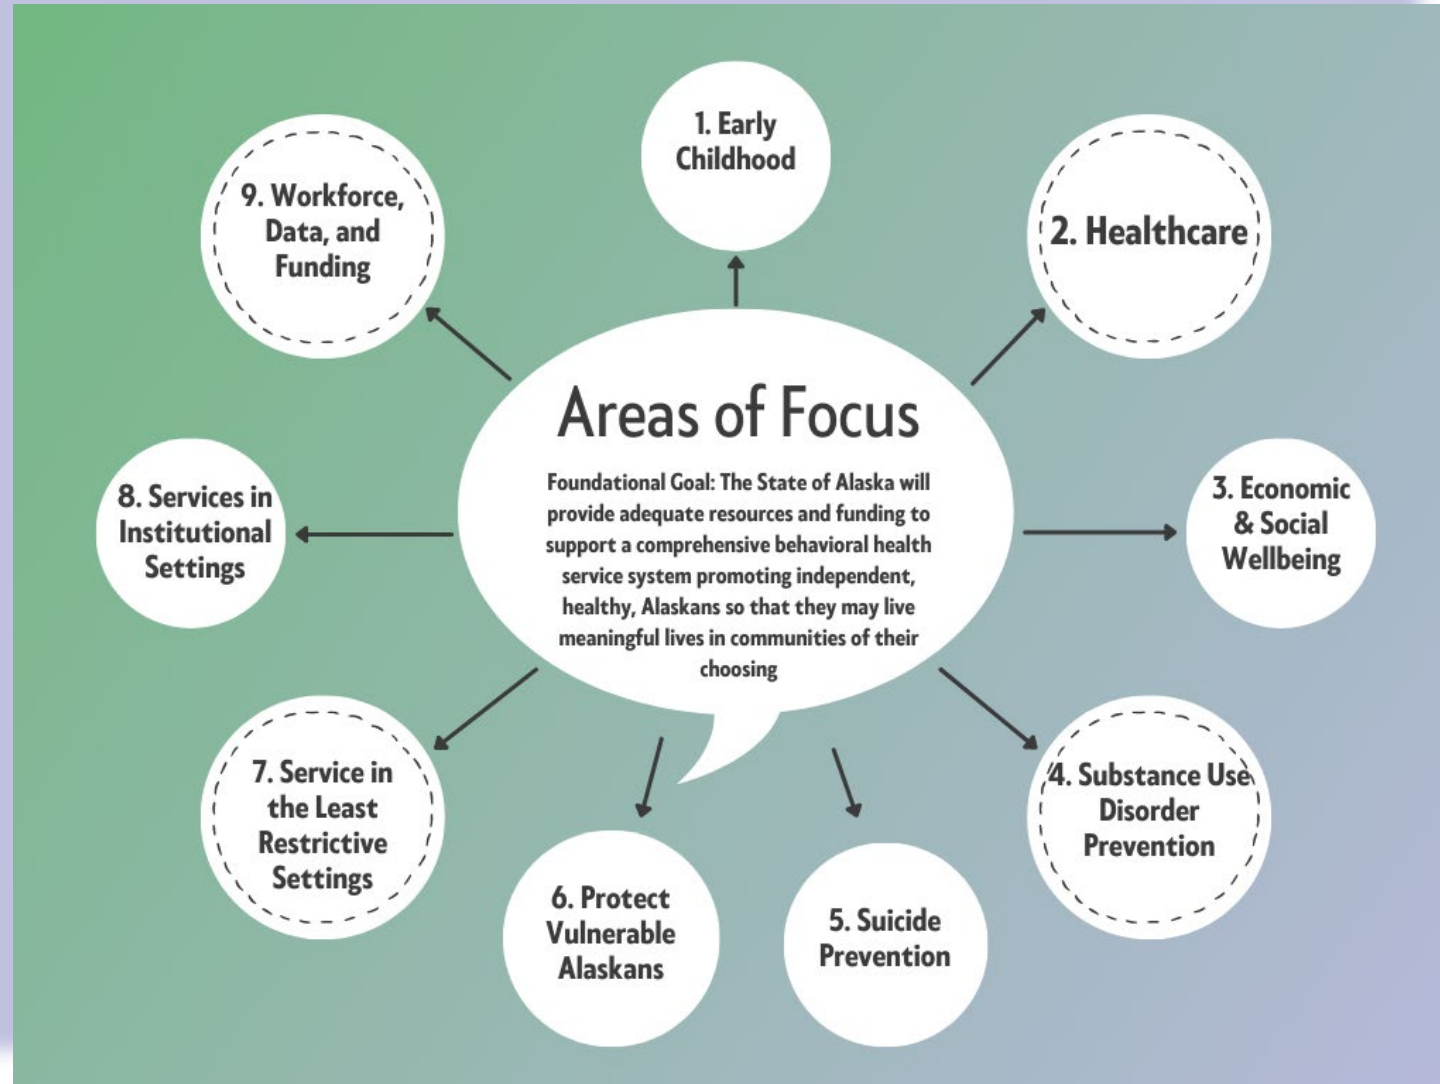 Areas of Focus
Foundational Goal: The State of Alaska will
provide adequate resources and funding to
support a comprehensive behavioral health
service system promoting independent,
healthy, Alaskans so that they may live
meaningful lives in communities of their
choosing
1. Early
Childhood
2. Healthcare
3. Economic
& Social
Wellbeing
4. Substance Use
Disorder
Prevention
5. Suicide
Prevention
6. Protect
Vulnerable
Alaskans
7. Service in
the Least
Restrictive
Settings
8. Services in
Institutional
Settings
9. Workforce,
Data, and
Funding